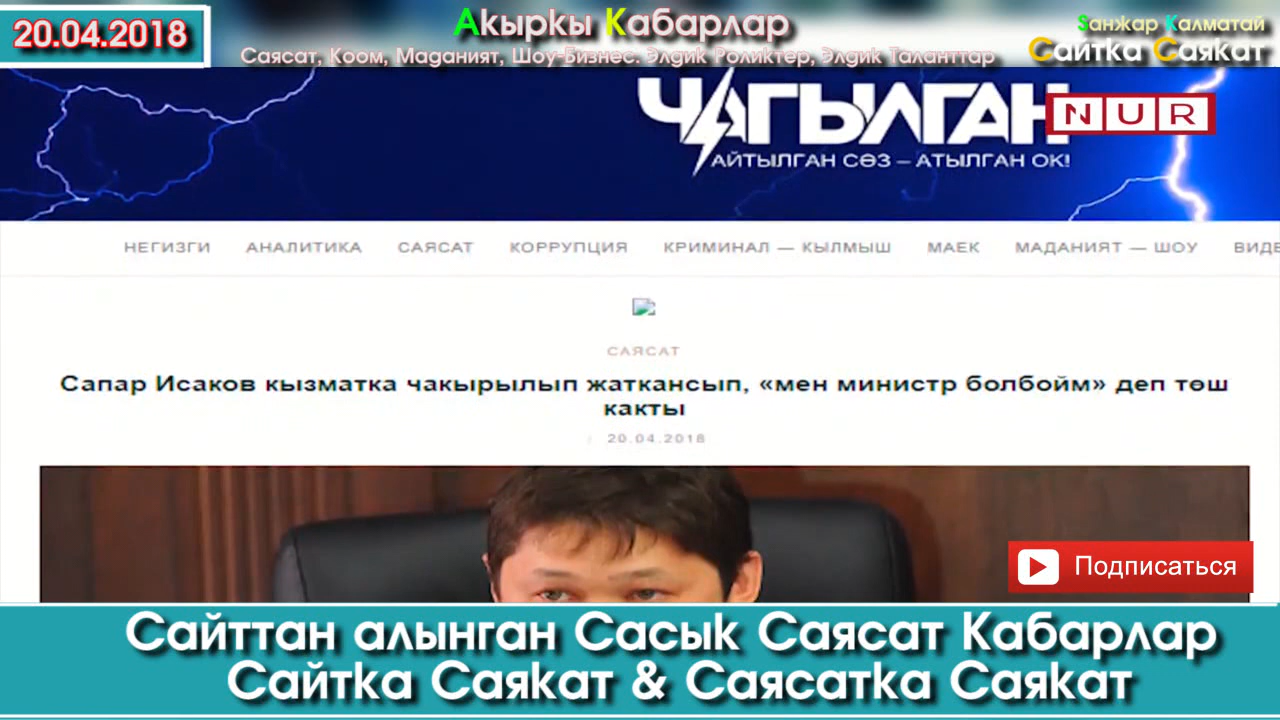 20.04.2018
Акыркы Кабарлар
Саясат, Коом, Маданият, Шоу-Бизнес. Элдик Роликтер, Элдик Таланттар
Sанжар Калматай
Сайтка Саякат
ЧАГЫЛГАН
NUR
АЙТЫЛГАН СӨЗ – АТЫЛГАН ОК!
НЕГИЗГИ АНАЛИТИКА САЯСАТ КОРРУПЦИЯ КРИМИНАЛ — КЫЛМЫШ МАЕК МАДАНИЯТ — ШОУ ВИДЕ
САЯСАТ
Сапар Исаков кызматка чакырылып жаткансып, «мен министр болбойм» деп төш
какты
20.04.2018
Подписаться
Сайттан алынган Сасык Саясат Кабарлар
Сайтка Саякат & Саясатка Саякат